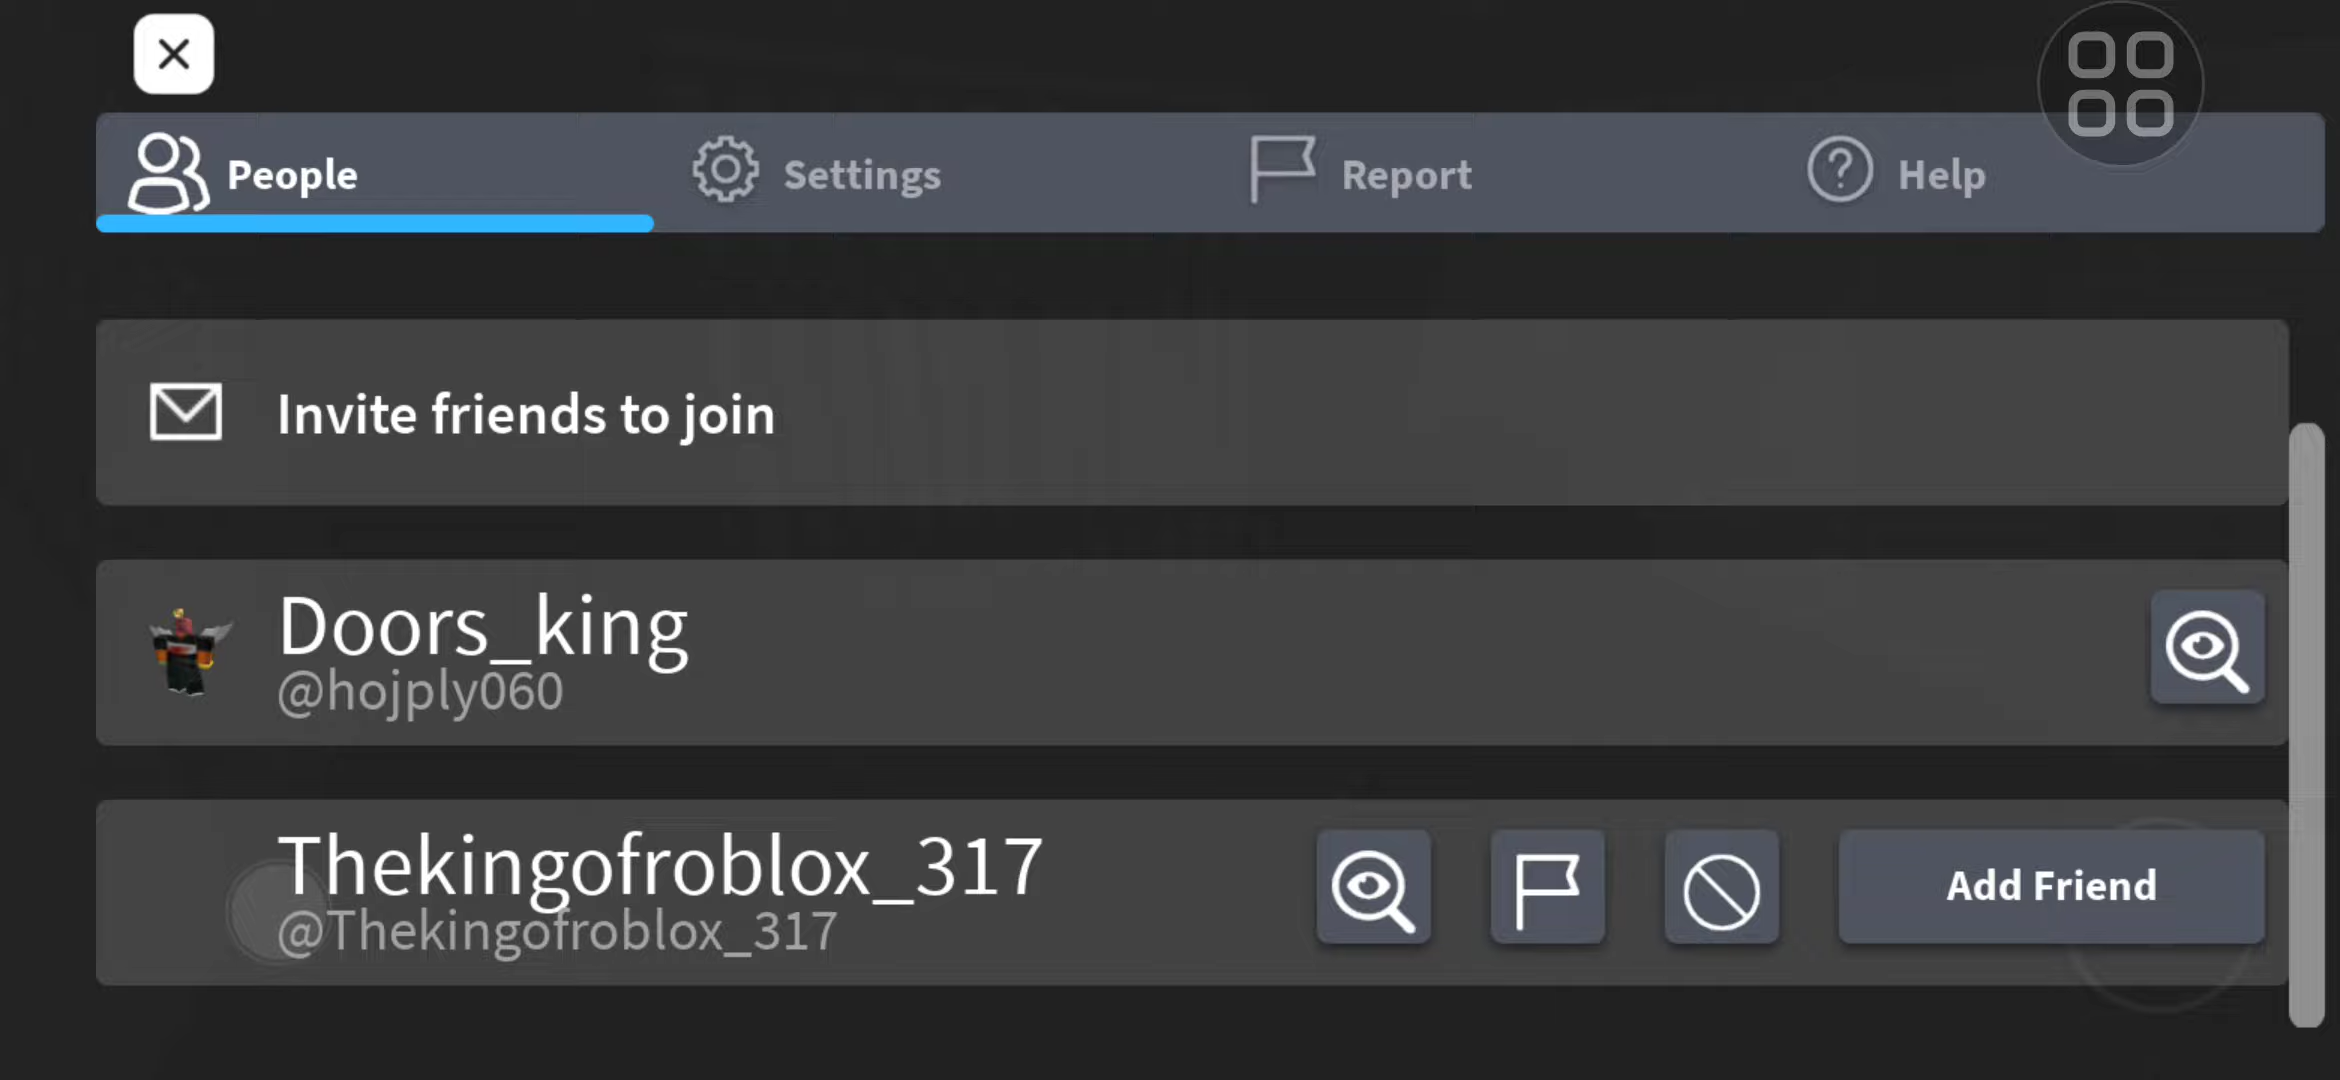 People
Settings
Report
Help
Invite friends to join
Doors_king
@hojply060
Thekingofroblox_317
@Thekingofroblox_317
Add Friend